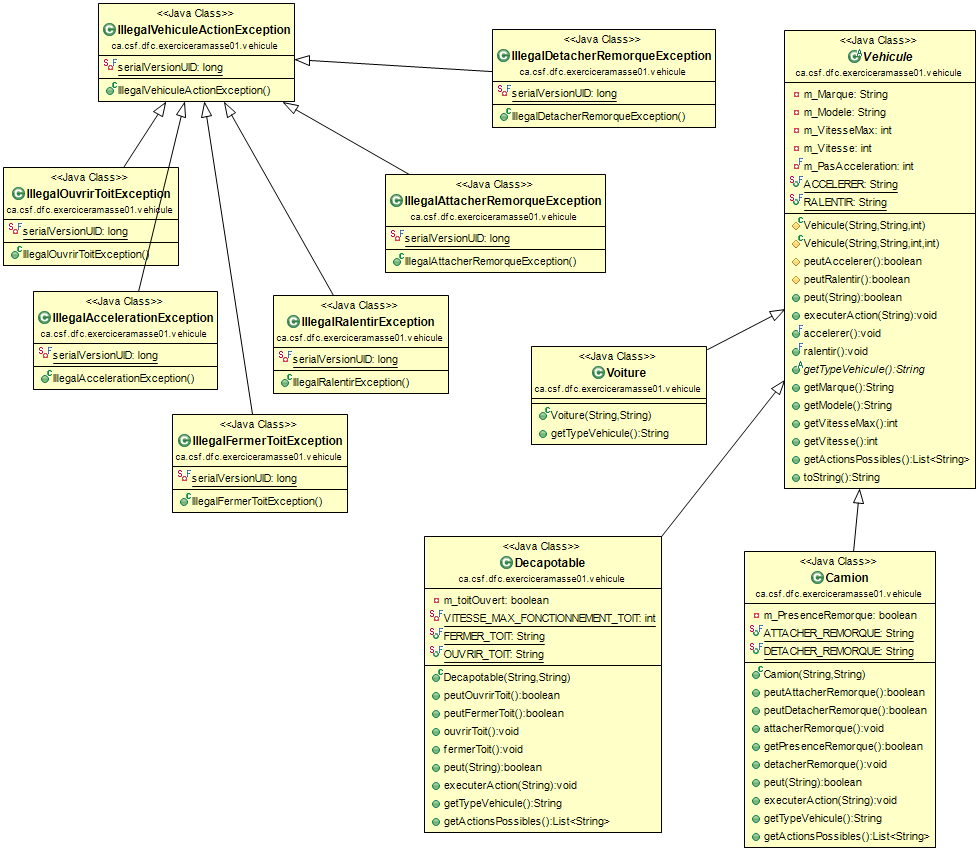 <<Java Class>>
IllegalVehiculeActionException
ca.csf.dfc.exerciceramasse01.vehicule
serialVersionUID: long
IllegalVehiculeActionException()
<<Java Class>>
IllegalDetacherRemorqueException
ca.csf.dfc.exerciceramasse01.vehicule
serialVersionUID: long
IllegalDetacherRemorqueException()
<<Java Class>>
Vehicule
ca.csf.dfc.exerciceramasse01.vehicule
m_Marque: String
m_Modele: String
m_VitesseMax: int
m_Vitesse: int
m_PasAcceleration: int
ACCELERER: String
RALENTIR: String
Vehicule(String,String,int)
Vehicule(String,String,int,int)
peutAccelerer():boolean
peutRalentir():boolean
peut(String):boolean
executerAction(String):void
accelerer():void
ralentir():void
getTypeVehicule():String
getMarque():String
getModele():String
getVitesseMax():int
getVitesse():int
getActionsPossibles():List<String>
toString():String
<<Java Class>>
IllegalOuvrirToitException
ca.csf.dfc.exerciceramasse01.vehicule
serialVersionUID: long
IllegalOuvrirToitException()
<<Java Class>>
IllegalAttacherRemorqueException
ca.csf.dfc.exerciceramasse01.vehicule
serialVersionUID: long
IllegalAttacherRemorqueException()
<<Java Class>>
IllegalAccelerationException
ca.csf.dfc.exerciceramasse01.vehicule
serialVersionUID: long
IllegalAccelerationException()
<<Java Class>>
IllegalRalentirException
ca.csf.dfc.exerciceramasse01.vehicule
serialVersionUID: long
IllegalRalentirException()
<<Java Class>>
Voiture
ca.csf.dfc.exerciceramasse01.vehicule
Voiture(String,String)
getTypeVehicule():String
<<Java Class>>
IllegalFermerToitException
ca.csf.dfc.exerciceramasse01.vehicule
serialVersionUID: long
IllegalFermerToitException()
<<Java Class>>
Decapotable
ca.csf.dfc.exerciceramasse01.vehicule
m_toitOuvert: boolean
VITESSE_MAX_FONCTIONNEMENT_TOIT: int
FERMER_TOIT: String
OUVRIR_TOIT: String
Decapotable(String,String)
peutOuvrirToit():boolean
peutFermerToit():boolean
ouvrirToit():void
fermerToit():void
peut(String):boolean
executerAction(String):void
getTypeVehicule():String
getActionsPossibles():List<String>
<<Java Class>>
Camion
ca.csf.dfc.exerciceramasse01.vehicule
m_PresenceRemorque: boolean
ATTACHER_REMORQUE: String
DETACHER_REMORQUE: String
Camion(String,String)
peutAttacherRemorque():boolean
peutDetacherRemorque():boolean
attacherRemorque():void
getPresenceRemorque():boolean
detacherRemorque():void
peut(String):boolean
executerAction(String):void
getTypeVehicule():String
getActionsPossibles():List<String>